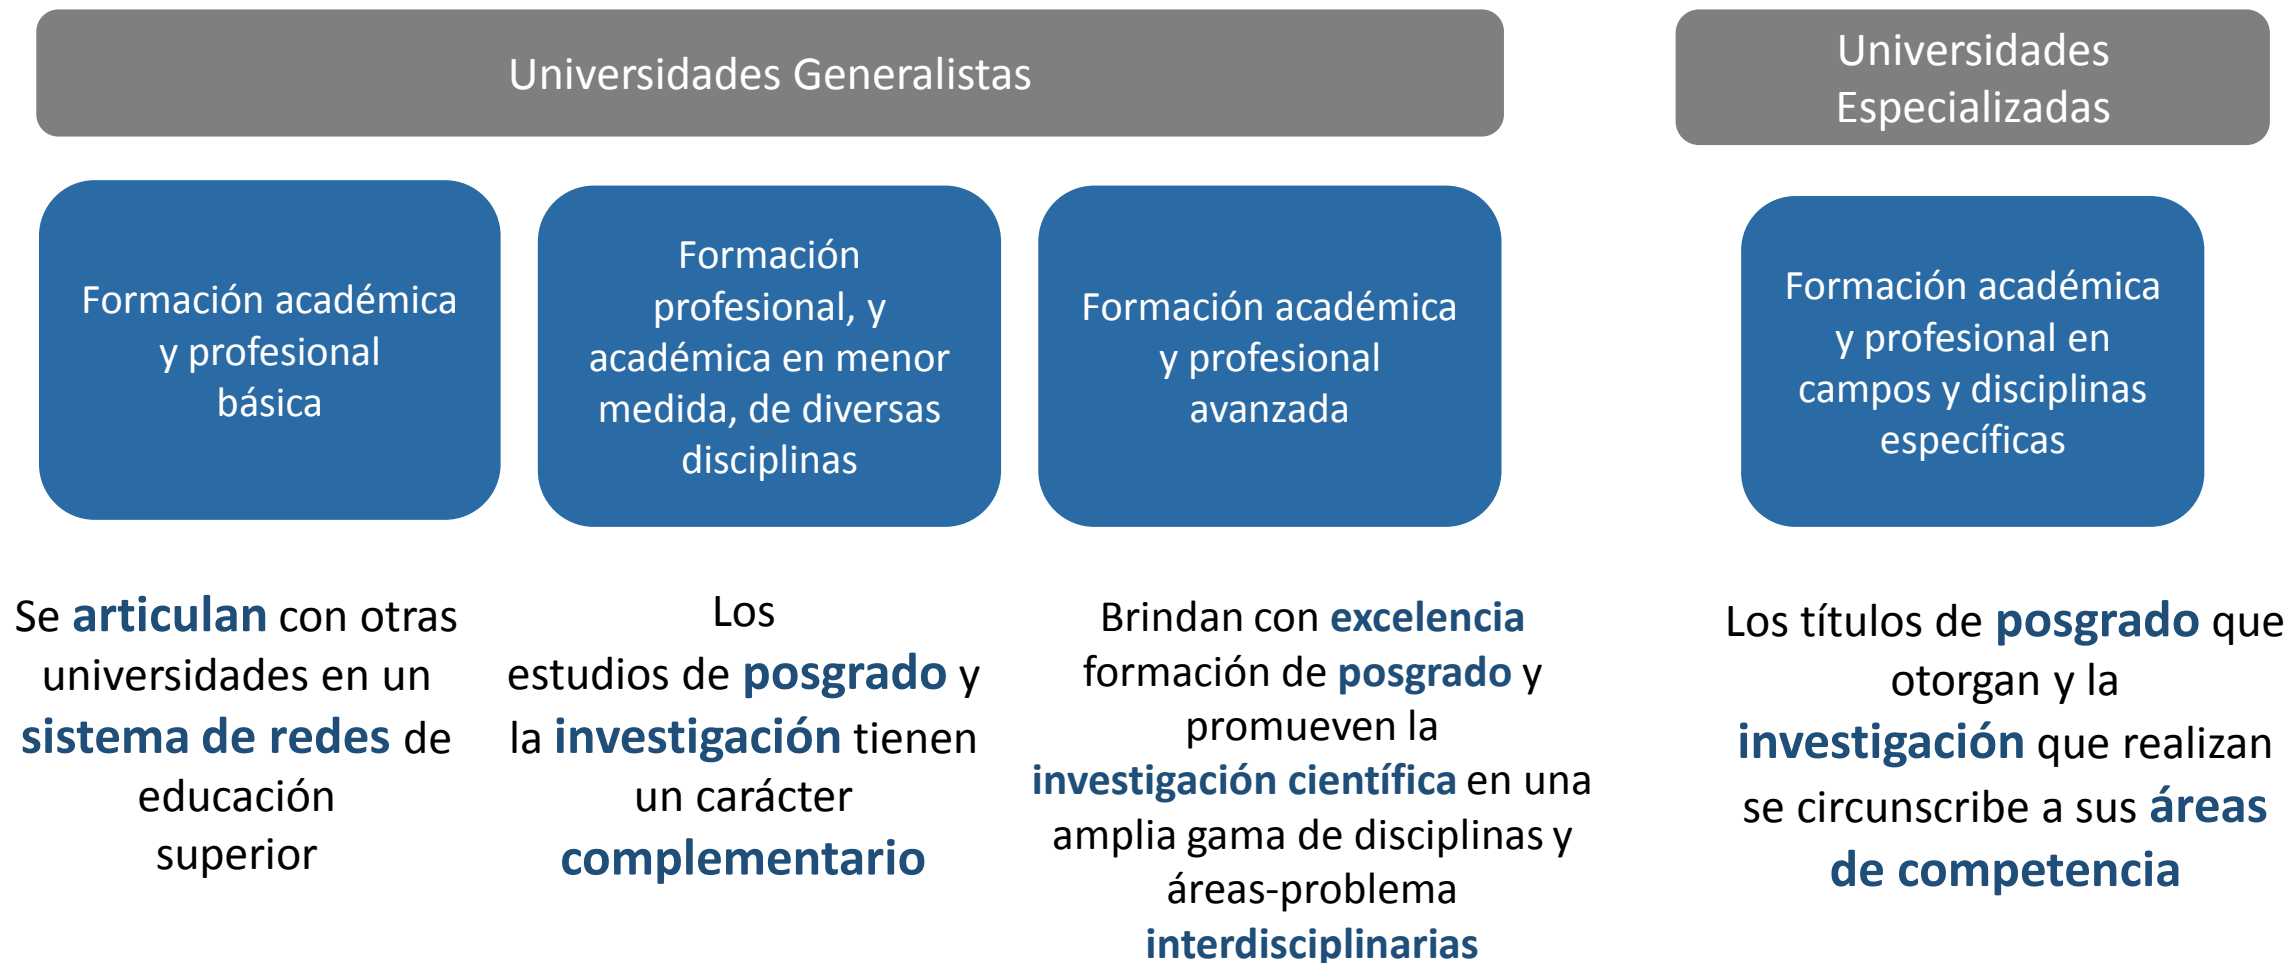 Universidades Generalistas
Universidades
Especializadas
Formación académica
y profesional
básica
Formación
profesional, y
académica en menor
medida, de diversas
disciplinas
Formación académica
y profesional
avanzada
Formación académica
y profesional en
campos y disciplinas
específicas
Se articulan con otras
universidades en un
sistema de redes de
educación
superior
Los
estudios de posgrado y
la investigación tienen
un carácter
complementario
Brindan con excelencia
formación de posgrado y
promueven la
investigación científica en una
amplia gama de disciplinas y
áreas-problema
interdisciplinarias
Los títulos de posgrado que
otorgan y la
investigación que realizan
se circunscribe a sus áreas
de competencia